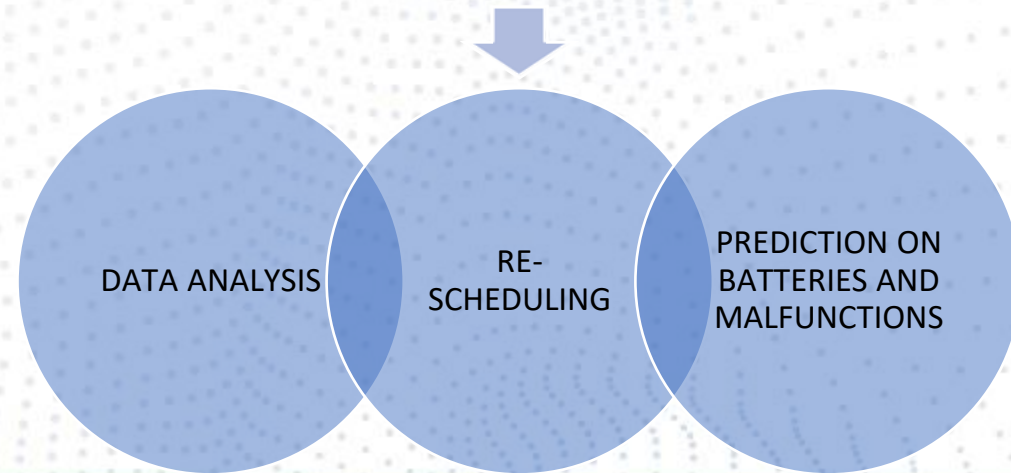 DATA ANALYSIS
RE-
SCHEDULING
PREDICTION ON
BATTERIES AND
MALFUNCTIONS